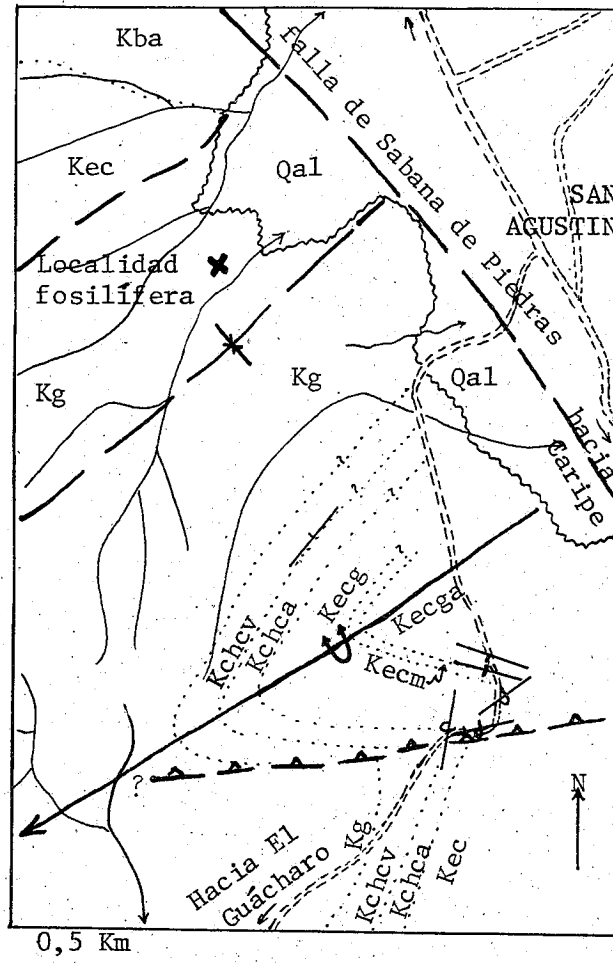 Kba
falla de Sabana de Piedras
Kec
Qal
SAN
AGUSTIN
Localidad
fosilífera
Kg
Kg
Qal
hacia
Caripe
?
?
?
?
Kchcv
Kchca
Kecg
Kecga
Kecm
?
N
Hacia El
Guácharo
Kg
Kchcv
Kchca
Kec
0,5 Km